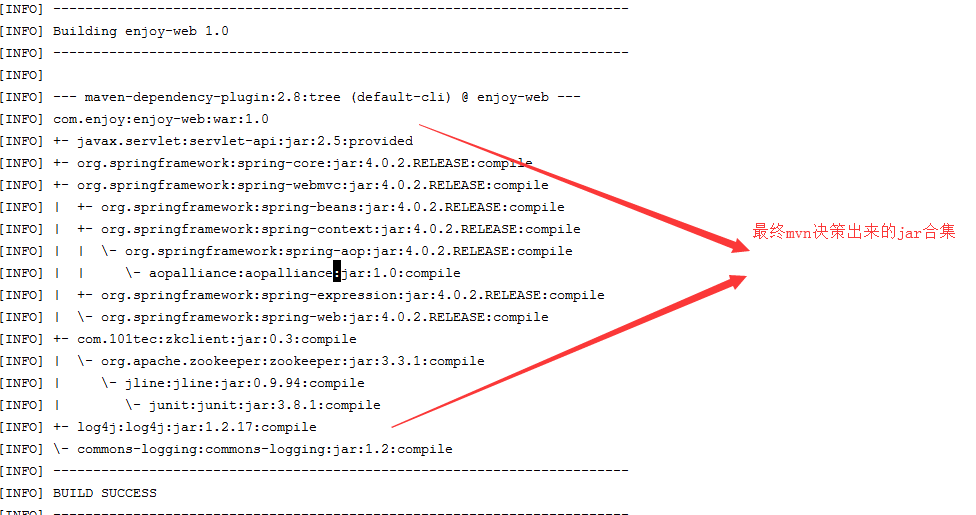 [INFO] ------------------------------------------------------------------------
[INFO] Building enjoy-web 1.0
[INFO] ------------------------------------------------------------------------
[INFO]
[INFO] --- maven-dependency-plugin:2.8:tree (default-cli) @ enjoy-web ---
[INFO] com.enjoy:enjoy-web:war:1.0
[INFO] +- javax.servlet:servlet-api:jar:2.5:provided
[INFO] +- org.springframework:spring-core:jar:4.0.2.RELEASE:compile
[INFO] +- org.springframework:spring-webmvc:jar:4.0.2.RELEASE:compile
[INFO] |  +- org.springframework:spring-beans:jar:4.0.2.RELEASE:compile
[INFO] |  +- org.springframework:spring-context:jar:4.0.2.RELEASE:compile
最终mvn决策出来的jar合集
[INFO] |  |  \- org.springframework:spring-aop:jar:4.0.2.RELEASE:compile
[INFO] |  |     \- aopalliance:aopalliance:jar:1.0:compile
[INFO] |  +- org.springframework:spring-expression:jar:4.0.2.RELEASE:compile
[INFO] |  \- org.springframework:spring-web:jar:4.0.2.RELEASE:compile
[INFO] +- com.101tec:zkclient:jar:0.3:compile
[INFO] |  \- org.apache.zookeeper:zookeeper:jar:3.3.1:compile
[INFO] |     \- jline:jline:jar:0.9.94:compile
[INFO] |        \- junit:junit:jar:3.8.1:compile
[INFO] +- log4j:log4j:jar:1.2.17:compile
[INFO] \- commons-logging:commons-logging:jar:1.2:compile
[INFO] ------------------------------------------------------------------------
[INFO] BUILD SUCCESS
[INFO] ------------------------------------------------------------------------